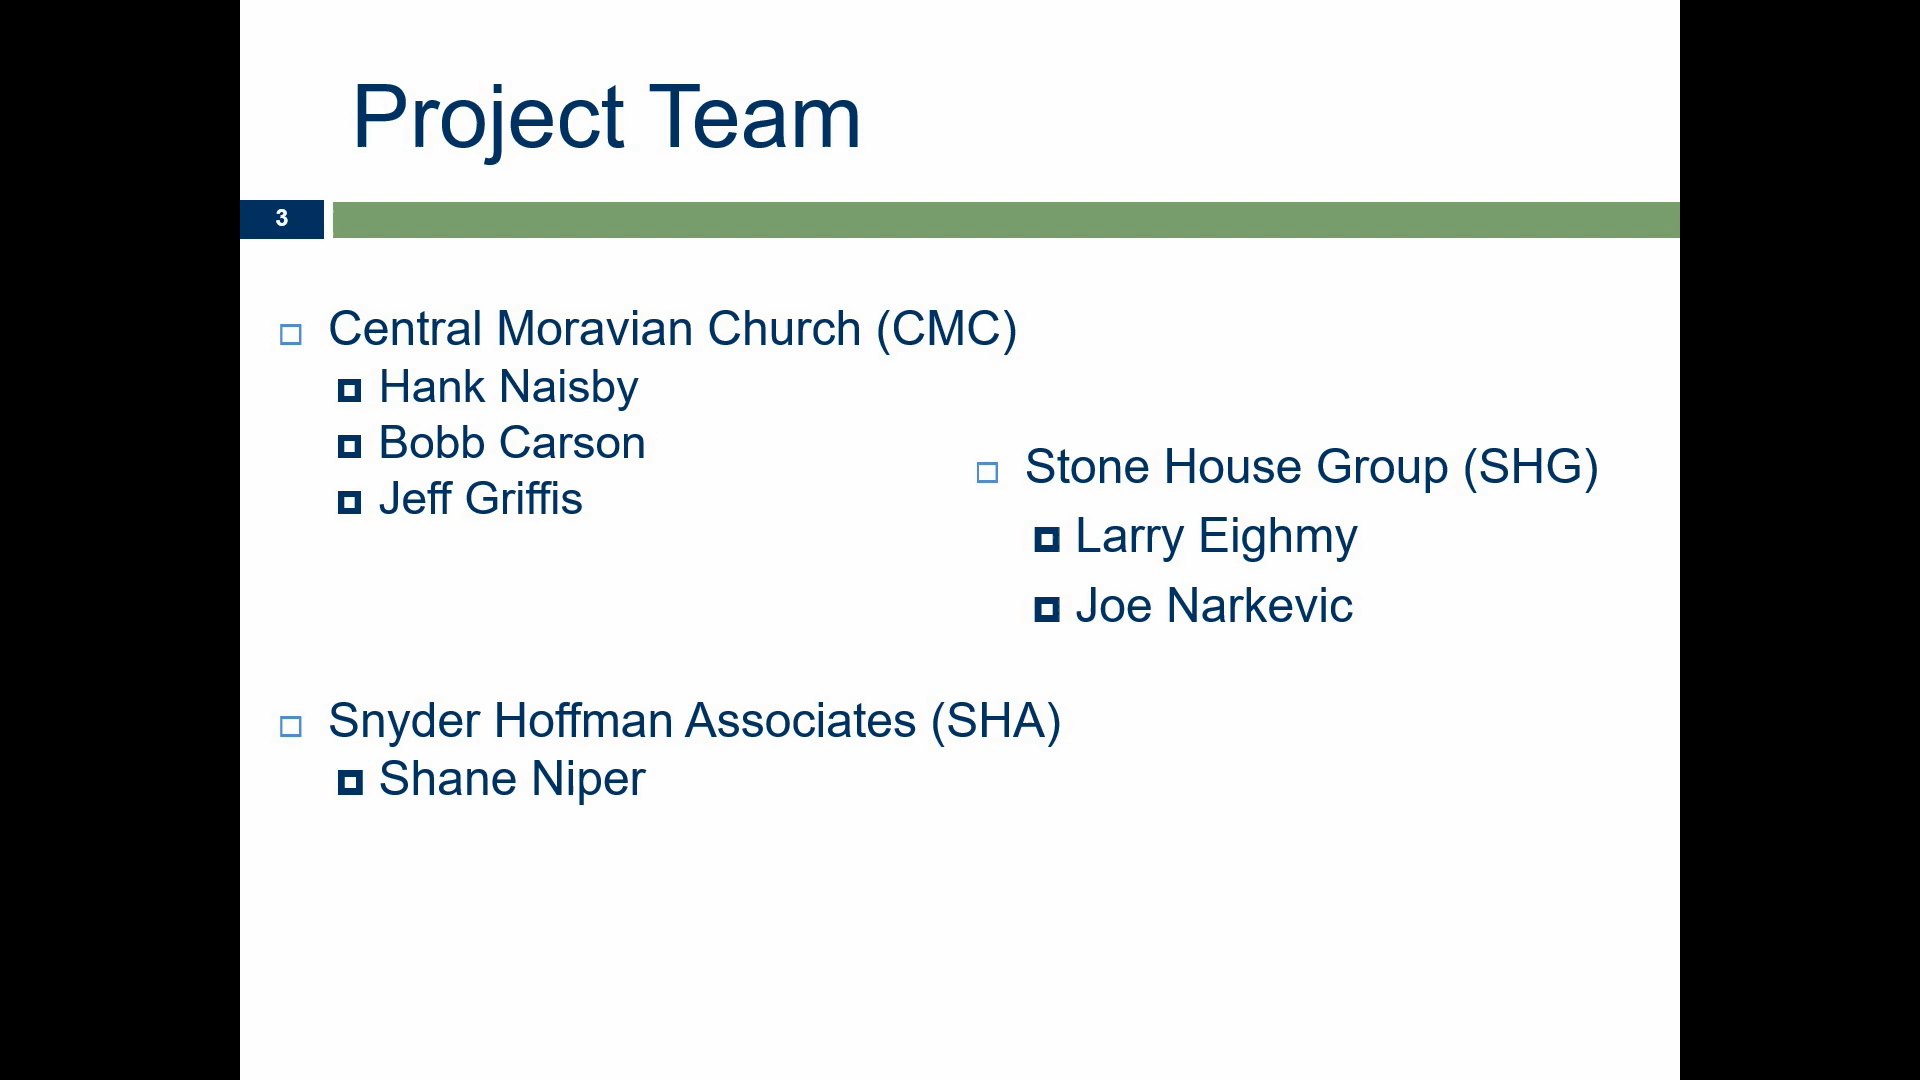 Project Team
3
Central Moravian Church (CMC)
Hank Naisby
Bobb Carson
Jeff Griffis
Stone House Group (SHG)
Larry Eighmy
Joe Narkevic
Snyder Hoffman Associates (SHA)
Shane Niper